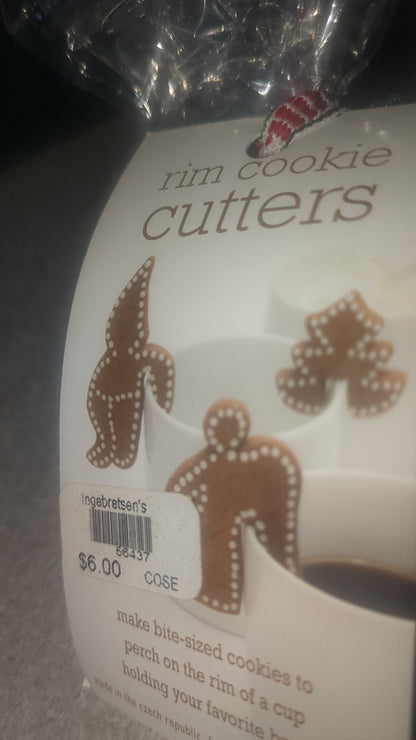 rim cookie
cutters
Ingebretsen's
56437
$6.00 COSE
make bite-sized cookies to
perch on the rim of a cup
holding your favorite
made in the czech republic